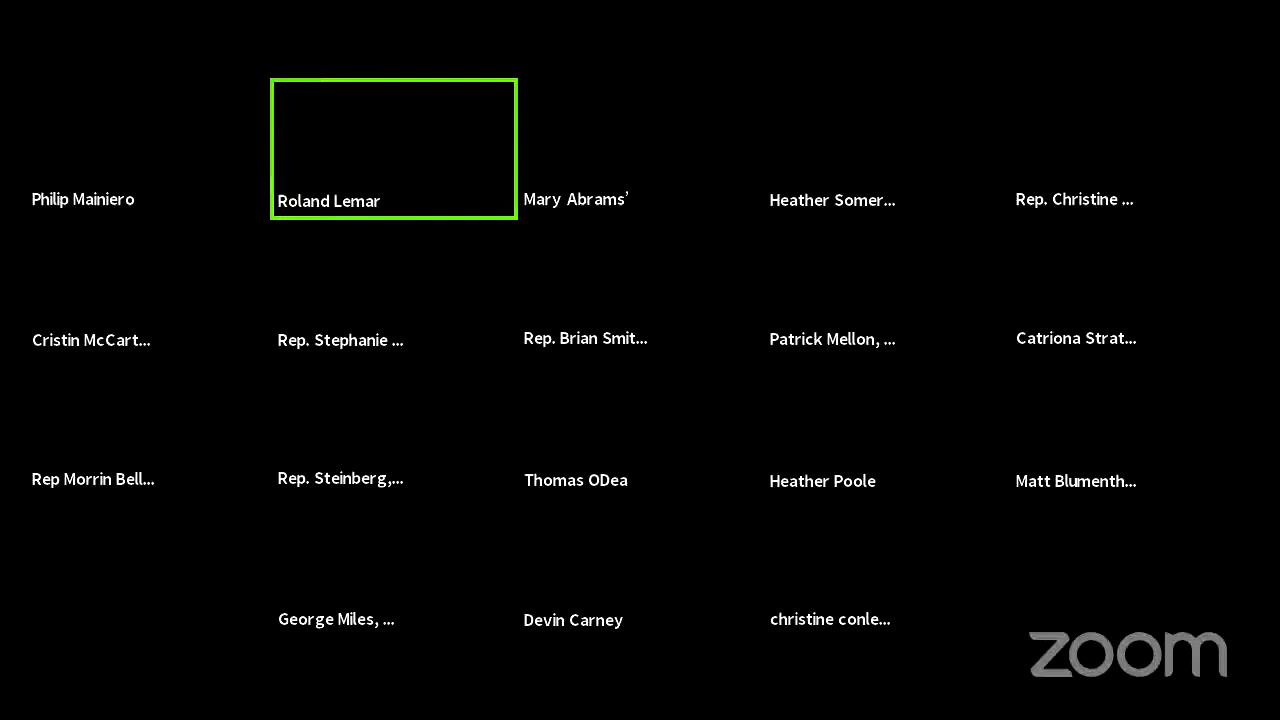 Philip Mainiero
Roland Lemar
Mary Abrams’
Heather Somer...
Rep. Christine ...
Cristin McCart...
Rep. Stephanie ...
Rep. Brian Smit...
Patrick Mellon, ...
Catriona Strat...
Rep Morrin Bell...
Rep. Steinberg,...
Thomas ODea
Heather Poole
Matt Blumenth...
George Miles, ...
Devin Carney
christine conle...
zoom